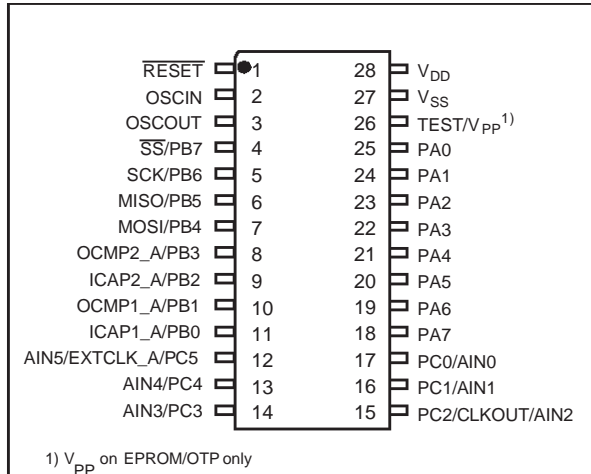 RESET 1 28 VDD
OSCIN 2 27 VSS
OSCOUT 3 26 TEST/VPP1)
SS/PB7 4 25 PA0
SCK/PB6 5 24 PA1
MISO/PB5 6 23 PA2
MOSI/PB4 7 22 PA3
OCMP2_A/PB3 8 21 PA4
ICAP2_A/PB2 9 20 PA5
OCMP1_A/PB1 10 19 PA6
ICAP1_A/PB0 11 18 PA7
AIN5/EXTCLK_A/PC5 12 17 PC0/AIN0
AIN4/PC4 13 16 PC1/AIN1
AIN3/PC3 14 15 PC2/CLKOUT/AIN2
1) VPP on EPROM/OTP only